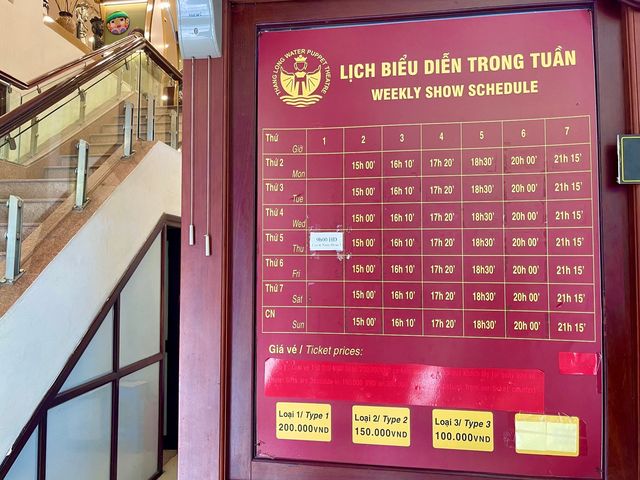 THANG LONG WATER PUPPET THEATRE
LỊCH BIỂU DIỄN TRONG TUẦN
WEEKLY SHOW SCHEDULE
Thứ Giờ 1 2 3 4 5 6 7
Thứ 2 Mon 15h 00' 16h 10' 17h 20' 18h30' 20h 00' 21h 15'
Thứ 3 Tue 15h 00' 16h 10' 17h 20' 18h30' 20h 00' 21h 15'
Thứ 4 Wed 15h 00' 16h 10' 17h 20' 18h30' 20h 00' 21h 15'
Thứ 5 Thu 9h00 15h 00' 16h 10' 17h 20' 18h30' 20h 00' 21h 15'
Thứ 6 Fri 15h 00' 16h 10' 17h 20' 18h30' 20h 00' 21h 15'
Thứ 7 Sat 15h 00' 16h 10' 17h 20' 18h30' 20h 00' 21h 15'
CN Sun 15h 00' 16h 10' 17h 20' 18h30' 20h 00' 21h 15'
Giá vé / Ticket prices:
Loại 1/ Type 1 Loại 2/ Type 2 Loại 3/ Type 3
200.000VND 150.000VND 100.000VND